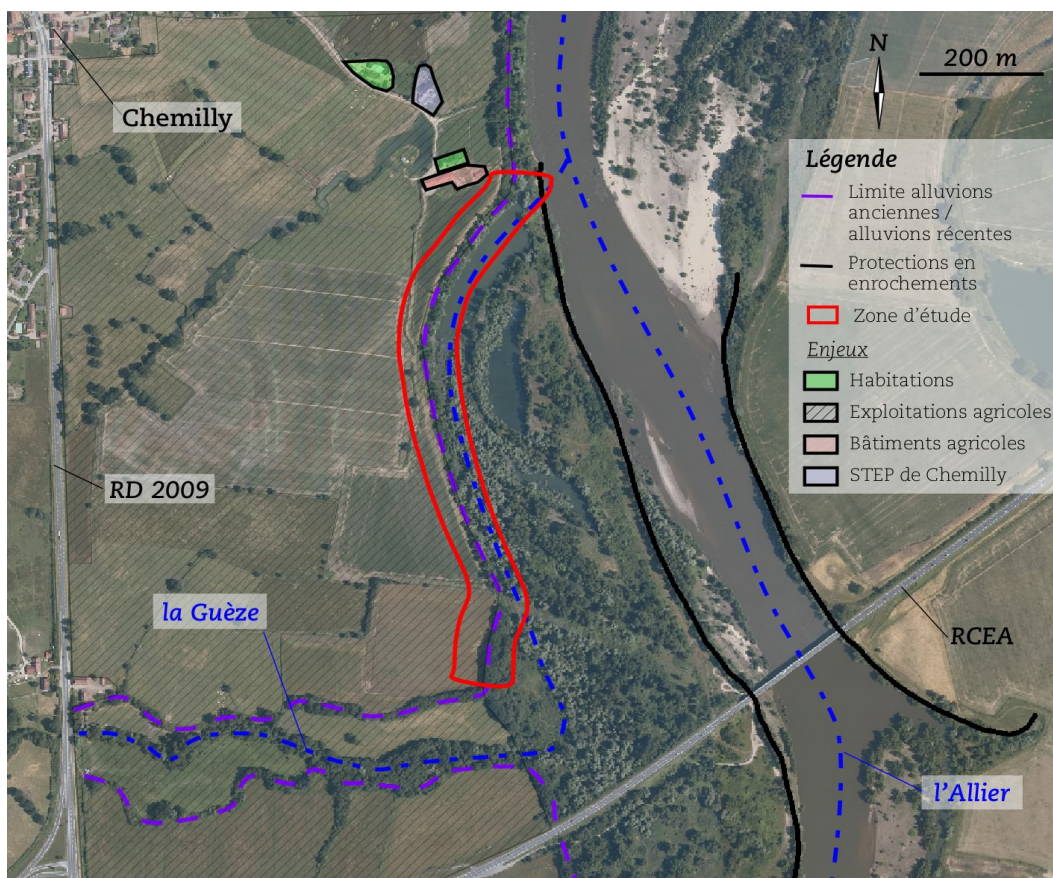 Chemilly
N
200 m
Légende
Limite alluvions
anciennes /
alluvions récentes
Protections en
enrochements
Zone d'étude
Enjeux
Habitations
Exploitations agricoles
Bâtiments agricoles
STEP de Chemilly
RD 2009
la Guèze
RCEA
l'Allier